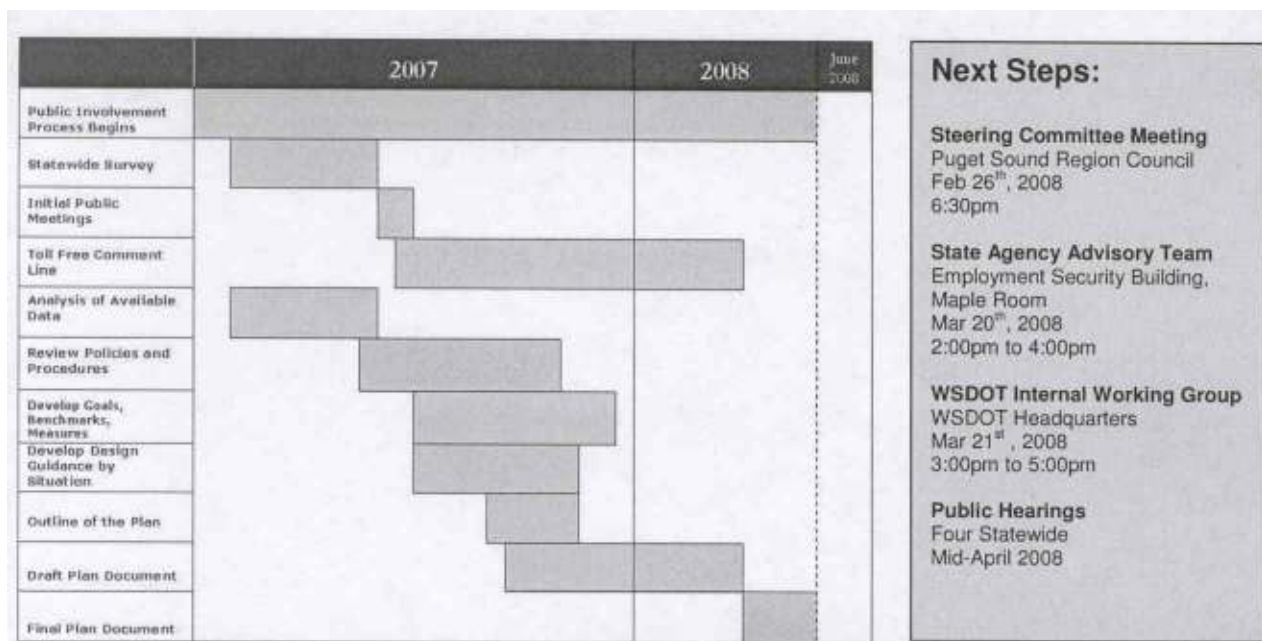 2007 2008 June
2008
Public Involvement
Process Begins
Statewide Survey
Initial Public
Meetings
Toll Free Comment
Line
Analysis of Available
Data
Review Policies and
Procedures
Develop Goals,
Benchmarks,
Measures
Develop Design
Guidance by
Situation
Outline of the Plan
Draft Plan Document
Final Plan Document
Next Steps:
Steering Committee Meeting
Puget Sound Region Council
Feb 26th, 2008
6:30pm
State Agency Advisory Team
Employment Security Building,
Maple Room
Mar 20th, 2008
2:00pm to 4:00pm
WSDOT Internal Working Group
WSDOT Headquarters
Mar 21st , 2008
3:00pm to 5:00pm
Public Hearings
Four Statewide
Mid-April 2008